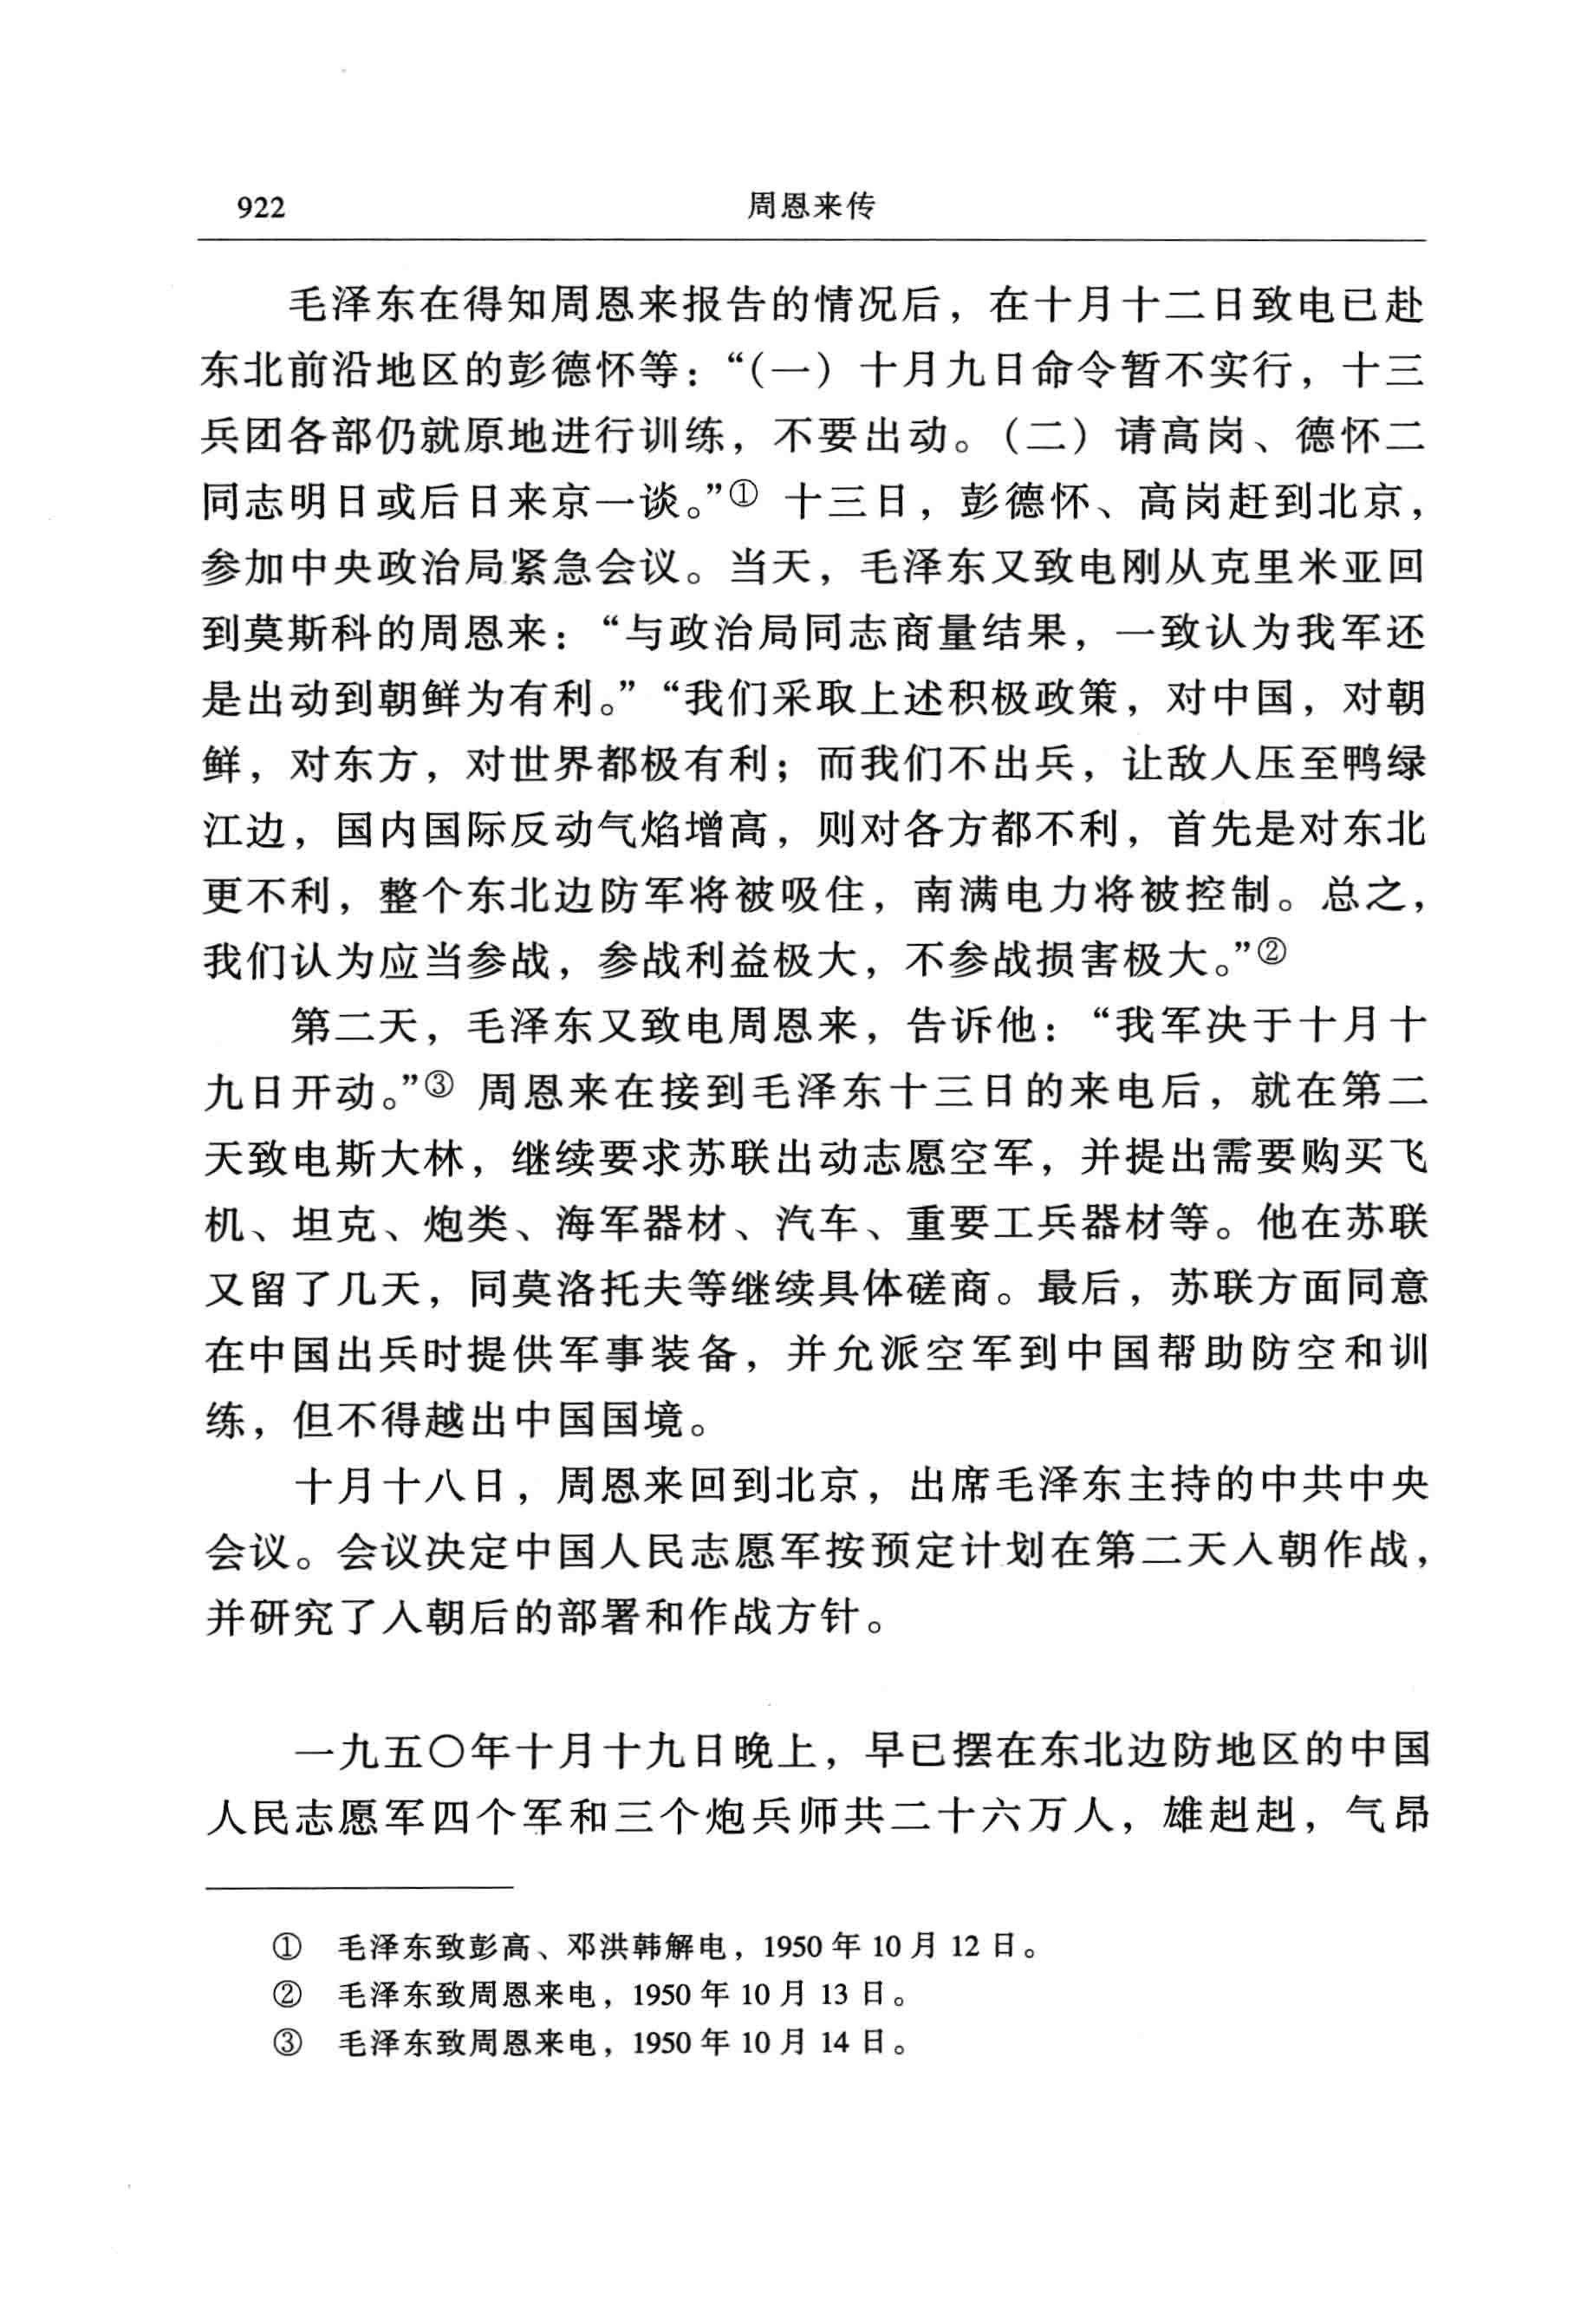 922
周恩来传
毛泽东在得知周恩来报告的情况后，在十月十二日致电已赴
东北前沿地区的彭德怀等：“（一）十月九日命令暂不实行，十三
兵团各部仍就原地进行训练，不要出动。（二）请高岗、德怀二
同志明日或后日来京一谈。”① 十三日，彭德怀、高岗赶到北京，
参加中央政治局紧急会议。当天，毛泽东又致电刚从克里米亚回
到莫斯科的周恩来：“与政治局同志商量结果，一致认为我军还
是出动到朝鲜为有利。”“我们采取上述积极政策，对中国，对朝
鲜，对东方，对世界都极有利；而我们不出兵，让敌人压至鸭绿
江边，国内国际反动气焰增高，则对各方都不利，首先是对东北
更不利，整个东北边防军将被吸住，南满电力将被控制。总之，
我们认为应当参战，参战利益极大，不参战损害极大。”②
第二天，毛泽东又致电周恩来，告诉他：“我军决于十月十
九日开动。”③ 周恩来在接到毛泽东十三日的来电后，就在第二
天致电斯大林，继续要求苏联出动志愿空军，并提出需要购买飞
机、坦克、炮类、海军器材、汽车、重要工兵器材等。他在苏联
又留了几天，同莫洛托夫等继续具体磋商。最后，苏联方面同意
在中国出兵时提供军事装备，并允派空军到中国帮助防空和训
练，但不得越出中国国境。
十月十八日，周恩来回到北京，出席毛泽东主持的中共中央
会议。会议决定中国人民志愿军按预定计划在第二天入朝作战，
并研究了入朝后的部署和作战方针。
一九五〇年十月十九日晚上，早已摆在东北边防地区的中国
人民志愿军四个军和三个炮兵师共二十六万人，雄赳赳，气昂
① 毛泽东致彭高、邓洪韩解电，1950 年 10 月 12 日。
② 毛泽东致周恩来电，1950 年 10 月 13 日。
③ 毛泽东致周恩来电，1950 年 10 月 14 日。